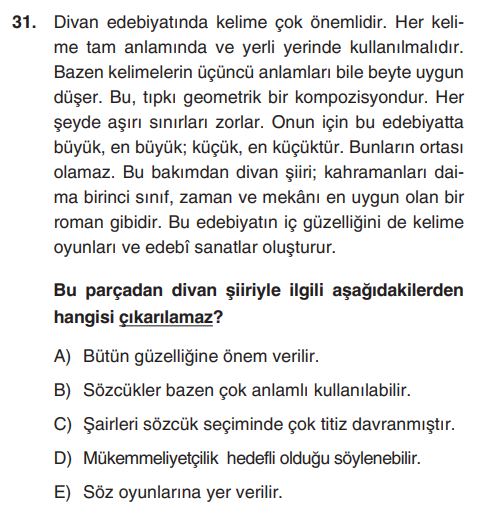 31. Divan edebiyatında kelime çok önemlidir. Her keli-
me tam anlamında ve yerli yerinde kullanılmalıdır.
Bazen kelimelerin üçüncü anlamları bile beyte uygun
düşer. Bu, tıpkı geometrik bir kompozisyondur. Her
şeyde aşırı sınırları zorlar. Onun için bu edebiyatta
büyük, en büyük; küçük, en küçüktür. Bunların ortası
olamaz. Bu bakımdan divan şiiri; kahramanları dai-
ma birinci sınıf, zaman ve mekânı en uygun olan bir
roman gibidir. Bu edebiyatın iç güzelliğini de kelime
oyunları ve edebî sanatlar oluşturur.
Bu parçadan divan şiiriyle ilgili aşağıdakilerden
hangisi çıkarılamaz?
A) Bütün güzelliğine önem verilir.
B) Sözcükler bazen çok anlamlı kullanılabilir.
C) Şairleri sözcük seçiminde çok titiz davranmıştır.
D) Mükemmeliyetçilik hedefli olduğu söylenebilir.
E) Söz oyunlarına yer verilir.